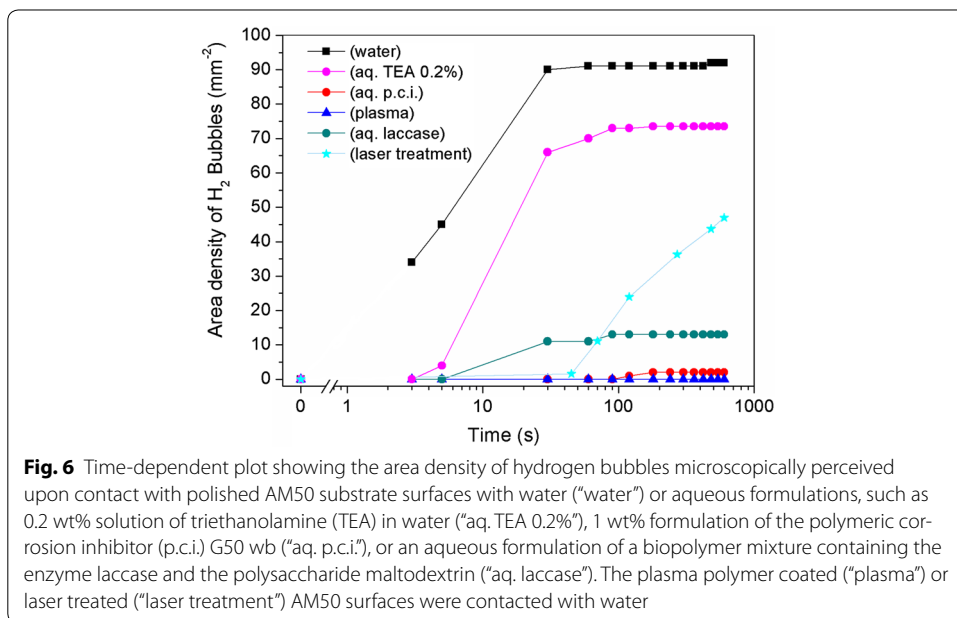 100
90
80
70
60
50
40
30
20
10
0
Area density of H₂ Bubbles (mm⁻²)
(water)
(aq. TEA 0.2%)
(aq. p.c.i.)
(plasma)
(aq. laccase)
(laser treatment)
0 1 10 100 1000
Time (s)
Fig. 6 Time-dependent plot showing the area density of hydrogen bubbles microscopically perceived
upon contact with polished AM50 substrate surfaces with water (“water”) or aqueous formulations, such as
0.2 wt% solution of triethanolamine (TEA) in water (“aq. TEA 0.2%”), 1 wt% formulation of the polymeric cor-
rosion inhibitor (p.c.i.) G50 wb (“aq. p.c.i.”), or an aqueous formulation of a biopolymer mixture containing the
enzyme laccase and the polysaccharide maltodextrin (“aq. laccase”). The plasma polymer coated (“plasma”) or
laser treated (“laser treatment”) AM50 surfaces were contacted with water